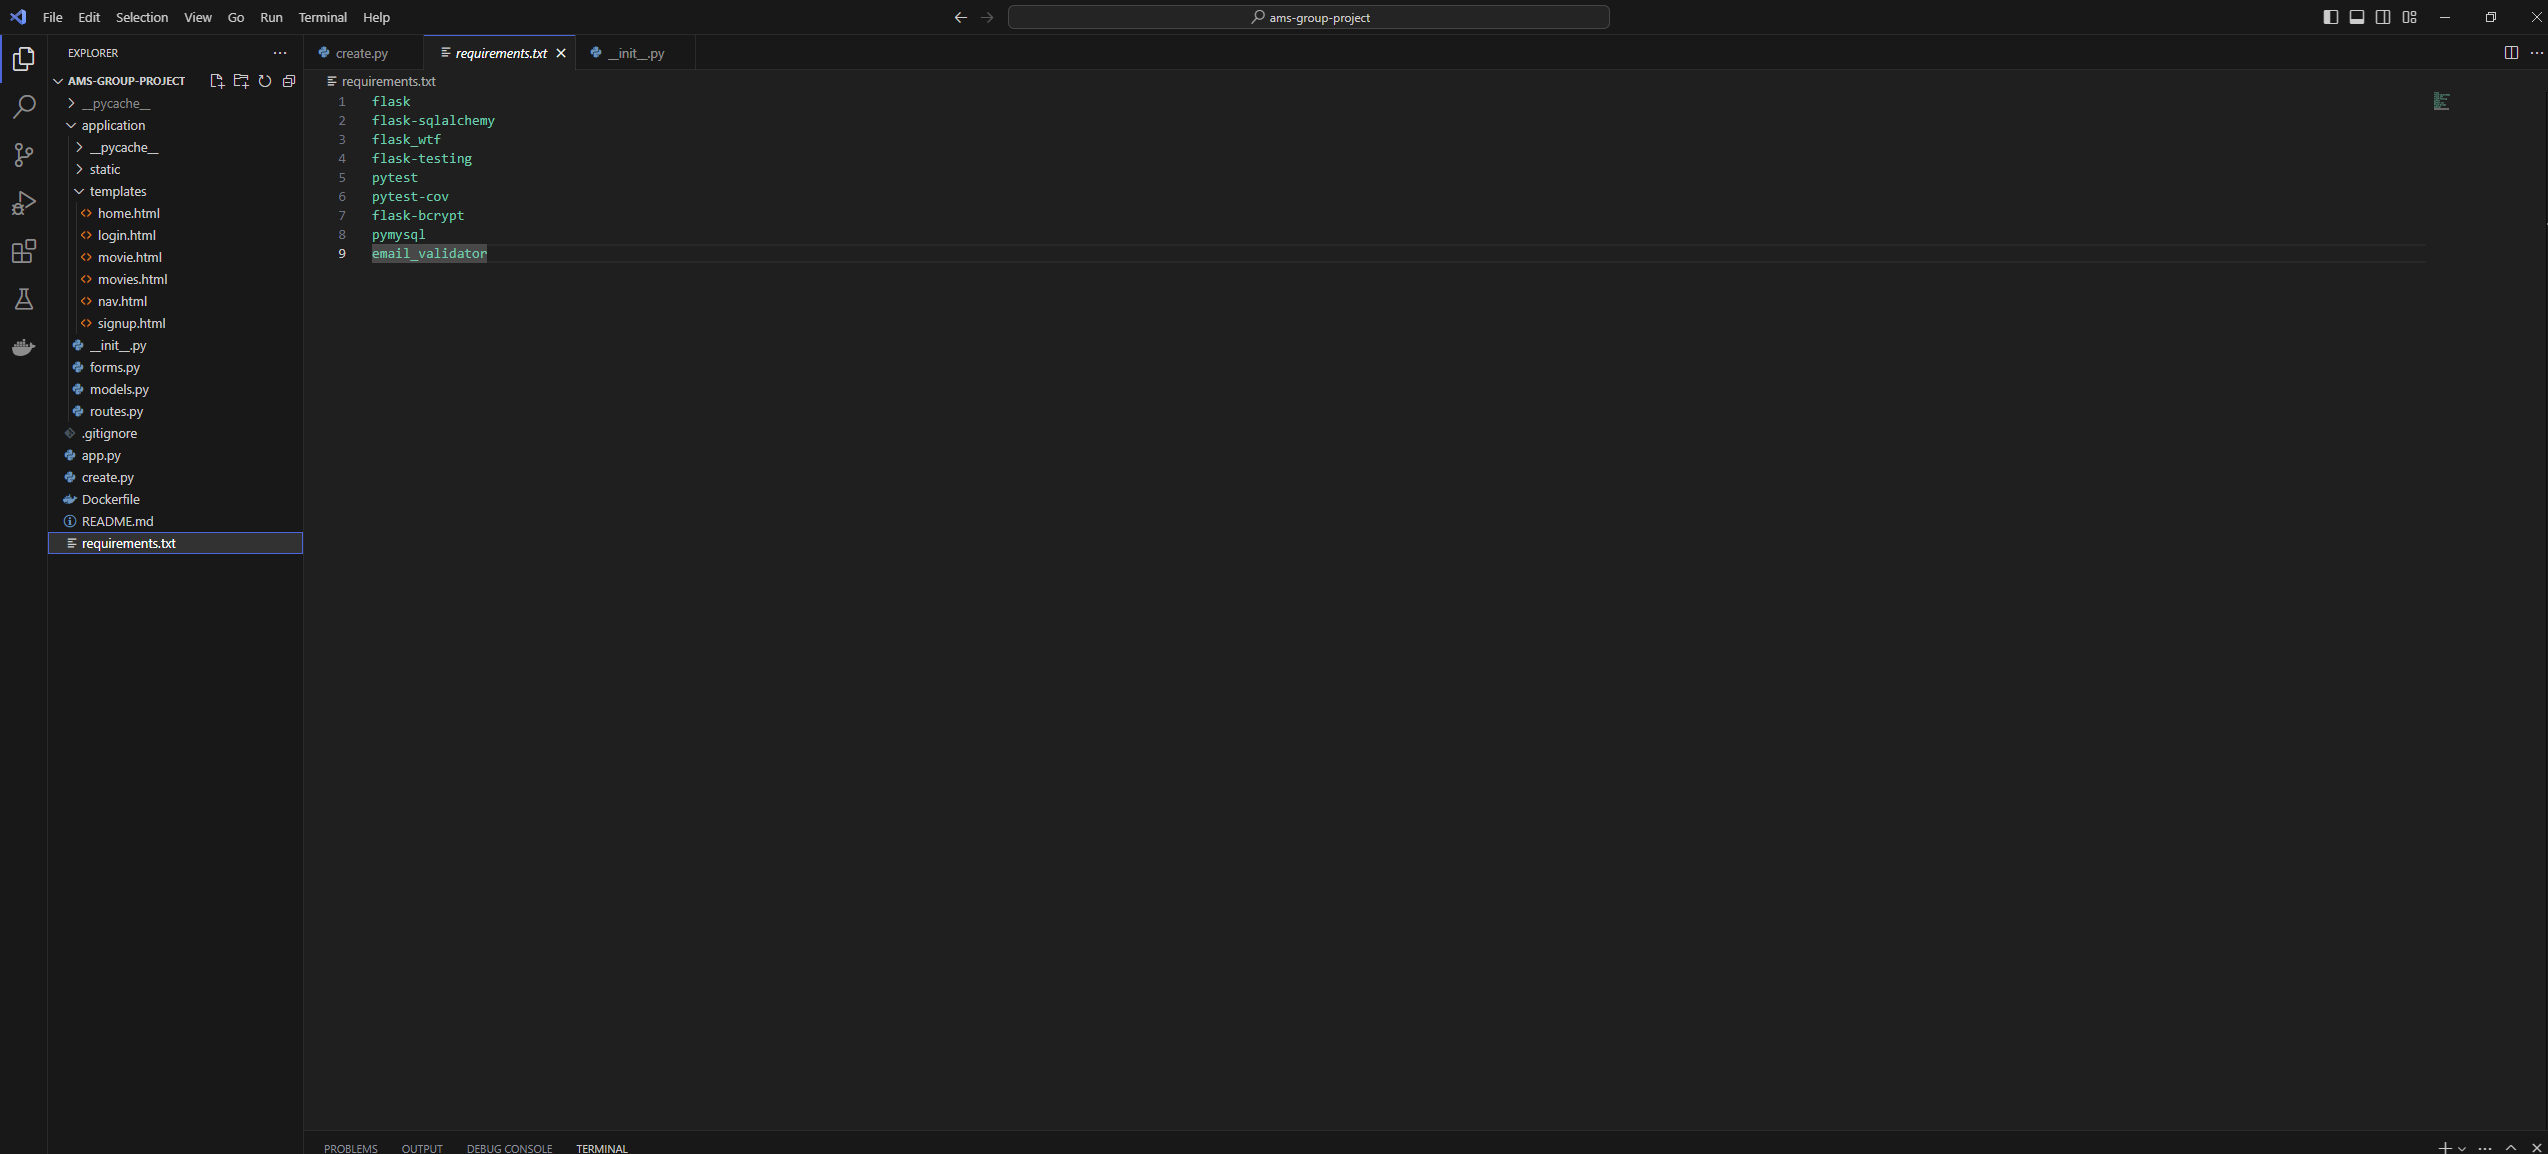 File Edit Selection View Go Run Terminal Help
ams-group-project
EXPLORER
AMS-GROUP-PROJECT
__pycache__
application
__pycache__
static
templates
home.html
login.html
movie.html
movies.html
nav.html
signup.html
__init__.py
forms.py
models.py
routes.py
.gitignore
app.py
create.py
Dockerfile
README.md
requirements.txt
create.py requirements.txt __init__.py
requirements.txt
1 flask
2 flask-sqlalchemy
3 flask_wtf
4 flask-testing
5 pytest
6 pytest-cov
7 flask-bcrypt
8 pymysql
9 email_validator
PROBLEMS OUTPUT DEBUG CONSOLE TERMINAL